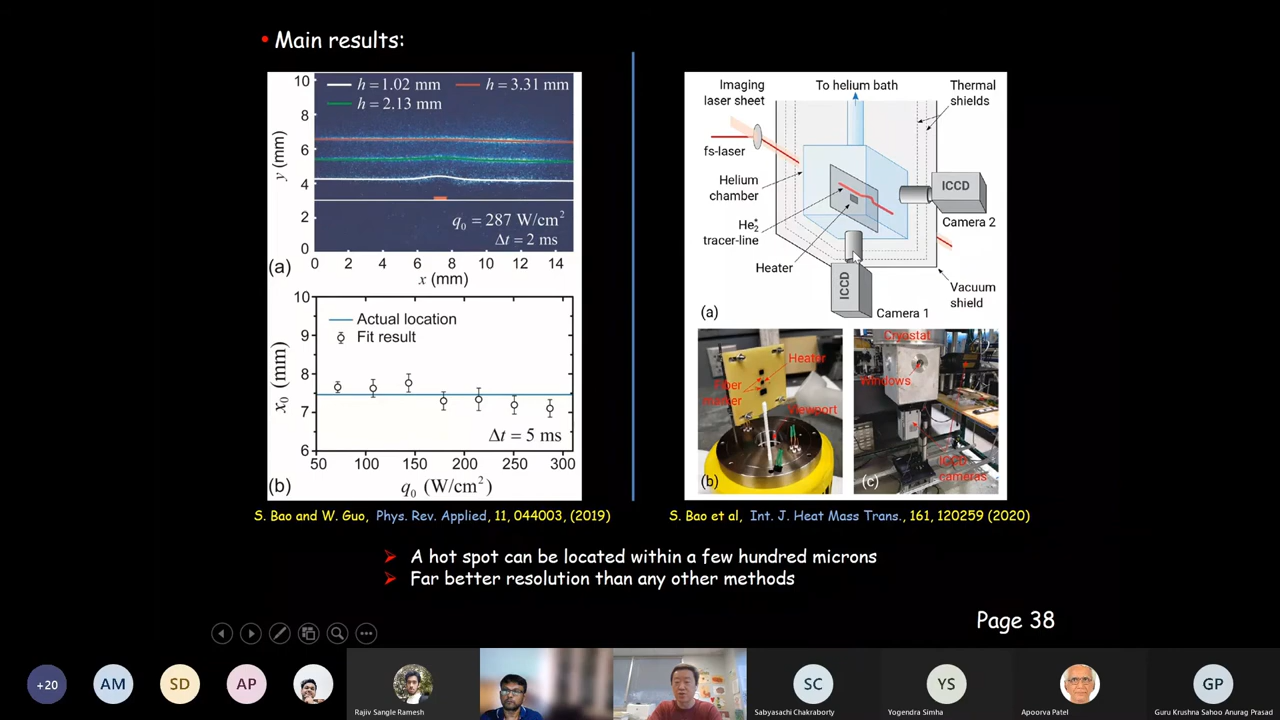 • Main results:
10
8
6
4
2
0
y (mm)
h = 1.02 mm
h = 3.31 mm
h = 2.13 mm
q₀ = 287 W/cm²
Δt = 2 ms
(a)
0 2 4 6 8 10 12 14
x (mm)
10
9
8
7
6
x₀ (mm)
Actual location
Fit result
Δt = 5 ms
50 100 150 200 250 300
(b)
q₀ (W/cm²)
S. Bao and W. Guo, Phys. Rev. Applied, 11, 044003, (2019)
Imaging
laser sheet
To helium bath
Thermal
shields
fs-laser
Helium
chamber
ICCD
Camera 2
He₂*
tracer-line
Heater
ICCD
Vacuum
shield
(a)
Camera 1
Heater
Viewport
(b)
Cryostat
Windows
ICCD
cameras
(c)
S. Bao et al, Int. J. Heat Mass Trans., 161, 120259 (2020)
➤ A hot spot can be located within a few hundred microns
➤ Far better resolution than any other methods
Page 38
+20
AM
SD
AP
Rajiv Sangle Ramesh
SC
Sabyasachi Chakraborty
YS
Yogendra Simha
Apoorva Patel
GP
Guru Krushna Sahoo Anurag Prasad